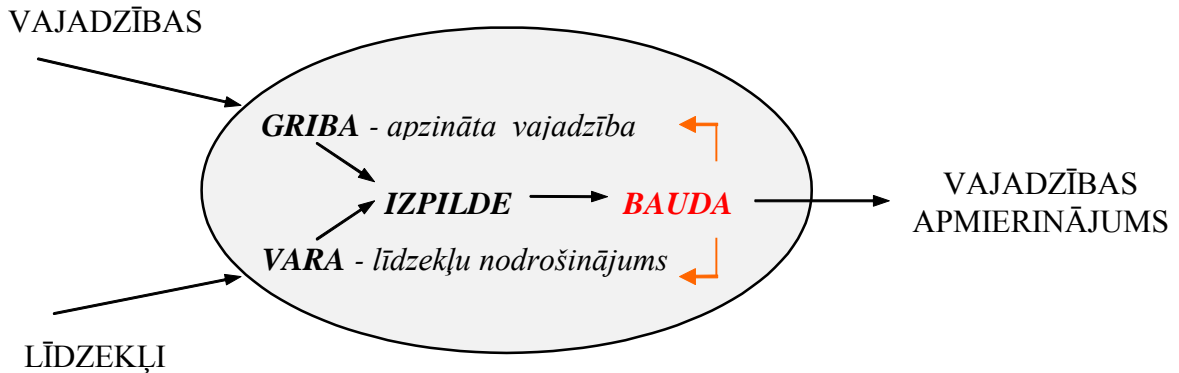 VAJADZĪBAS
GRIBA - apzināta vajadzība
IZPILDE
BAUDA
VAJADZĪBAS
APMIERINĀJUMS
VARA - līdzekļu nodrošinājums
LĪDZEKĻI